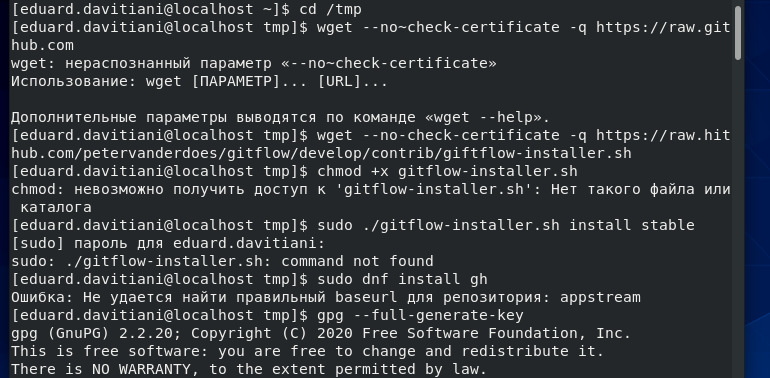 [eduard.davitiani@localhost ~]$ cd /tmp
[eduard.davitiani@localhost tmp]$ wget --no~check-certificate -q https://raw.git
hub.com
wget: нераспознанный параметр «--no~check-certificate»
Использование: wget [ПАРАМЕТР]... [URL]...
Дополнительные параметры выводятся по команде «wget --help».
[eduard.davitiani@localhost tmp]$ wget --no-check-certificate -q https://raw.hit
hub.com/petervanderdoes/gitflow/develop/contrib/giftflow-installer.sh
[eduard.davitiani@localhost tmp]$ chmod +x gitflow-installer.sh
chmod: невозможно получить доступ к 'gitflow-installer.sh': Нет такого файла или
каталога
[eduard.davitiani@localhost tmp]$ sudo ./gitflow-installer.sh install stable
[sudo] пароль для eduard.davitiani:
sudo: ./gitflow-installer.sh: command not found
[eduard.davitiani@localhost tmp]$ sudo dnf install gh
Ошибка: Не удается найти правильный baseurl для репозитория: appstream
[eduard.davitiani@localhost tmp]$ gpg --full-generate-key
gpg (GnuPG) 2.2.20; Copyright (C) 2020 Free Software Foundation, Inc.
This is free software: you are free to change and redistribute it.
There is NO WARRANTY, to the extent permitted by law.